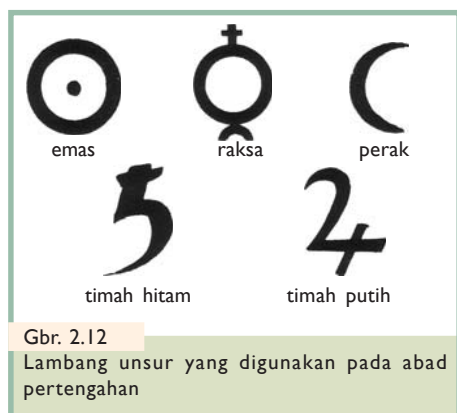 emas raksa perak
timah hitam timah putih
Gbr. 2.12
Lambang unsur yang digunakan pada abad
pertengahan